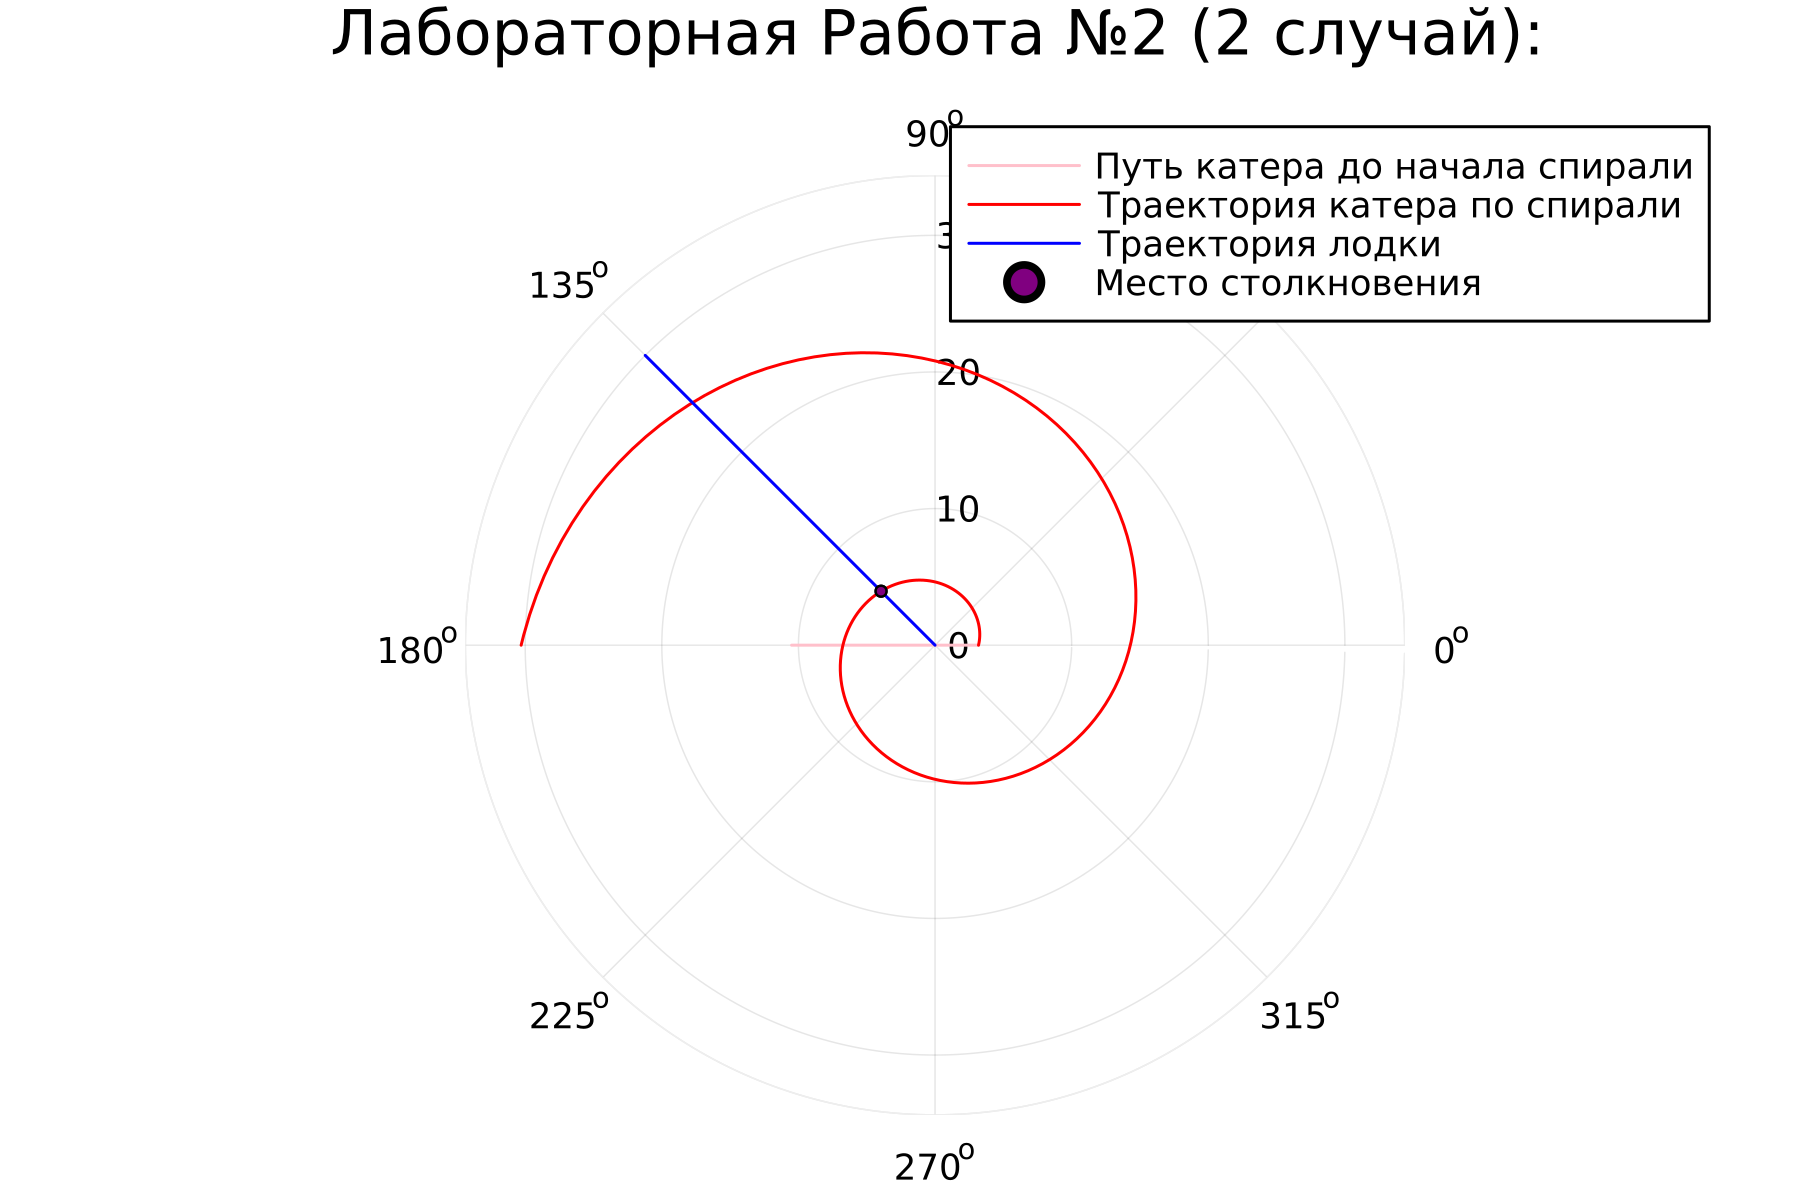 Лабораторная Работа №2 (2 случай):
90°
Путь катера до начала спирали
Траектория катера по спирали
Траектория лодки
Место столкновения
135°
20
10
180°
0
0°
225°
315°
270°